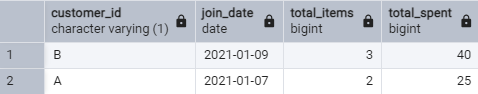 customer_id join_date total_items total_spent
character varying (1) date bigint bigint
1 B 2021-01-09 3 40
2 A 2021-01-07 2 25